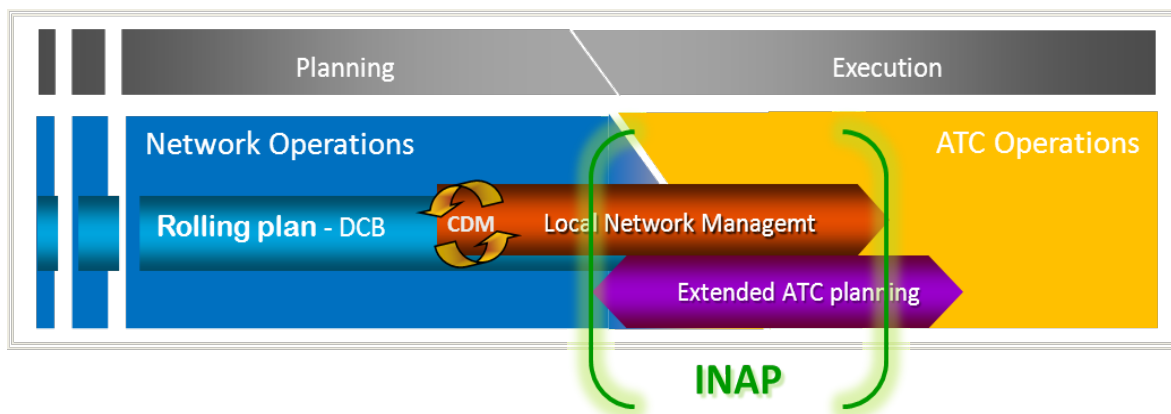 Planning
Execution
Network Operations
ATC Operations
Rolling plan - DCB
CDM
Local Network Managemt
Extended ATC planning
INAP